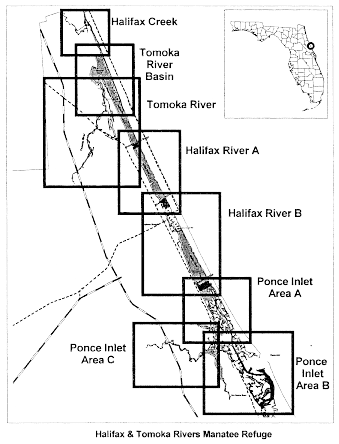 Halifax Creek
Tomoka
River
Basin
Tomoka River
Halifax River A
Halifax River B
Ponce Inlet
Area A
Ponce Inlet
Area C
Ponce
Inlet
Area B
Halifax & Tomoka Rivers Manatee Refuge